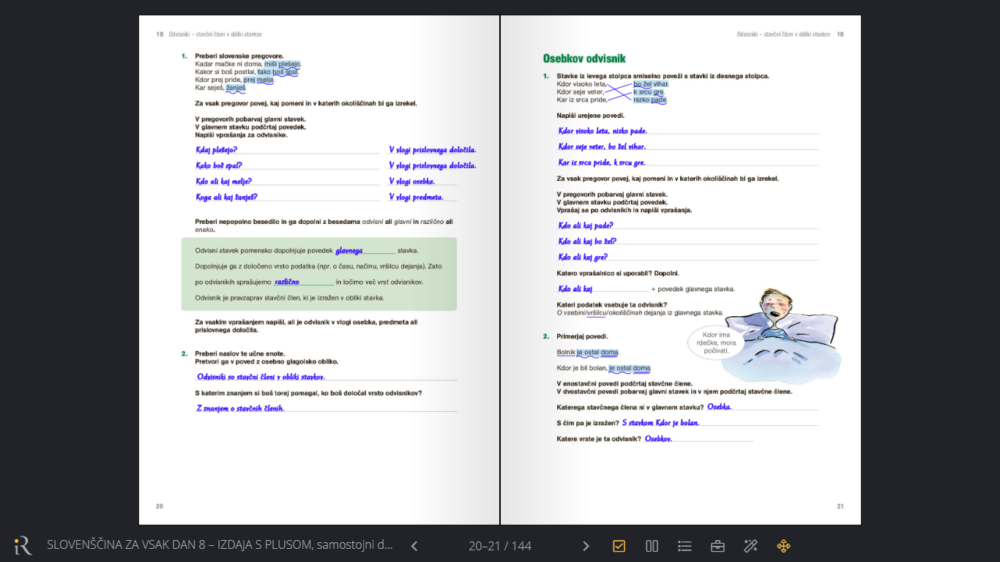 10 Odvisniki – stavčni členi v obliki stavkov
1. Preberi slovenske pregovore.
Kadar mačke ni doma, miši plešejo.
Kakor si boš postlal, tako boš spal.
Kdor prej pride, prej melje.
Kar seješ, žanješ.
Za vsak pregovor povej, kaj pomeni in v katerih okoliščinah bi ga izrekel.
V pregovorih pobarvaj glavni stavek.
V glavnem stavku podčrtaj povedek.
Napiši vprašanja za odvisnike.
Kdaj plešejo? V vlogi prislovnega določila.
Kako boš spal? V vlogi prislovnega določila.
Kdo ali kaj melje? V vlogi osebka.
Koga ali kaj žanješ? V vlogi predmeta.
Preberi nepopolno besedilo in ga dopolni z besedama odvisni ali glavni in različno ali
enako.
Odvisni stavek pomensko dopolnjuje povedek glavnega stavka.
Dopolnjuje ga z določeno vrsto podatka (npr. o času, načinu, vršilcu dejanja). Zato
po odvisnikih sprašujemo različno in ločimo več vrst odvisnikov.
Odvisnik je pravzaprav stavčni člen, ki je izražen v obliki stavka.
Za vsakim vprašanjem napiši, ali je odvisnik v vlogi osebka, predmeta ali
prislovnega določila.
2. Preberi naslov te učne enote.
Pretvori ga v poved z osebno glagolsko obliko.
Odvisniki so stavčni členi v obliki stavkov.
S katerim znanjem si boš torej pomagal, ko boš določal vrsto odvisnikov?
Z znanjem o stavčnih členih.
20
Odvisniki – stavčni členi v obliki stavkov 10
Osebkov odvisnik
1. Stavke iz levega stolpca smiselno poveži s stavki iz desnega stolpca.
Kdor visoko leta, bo žel vihar.
Kdor seje veter, k srcu gre.
Kar iz srca pride, nizko pade.
Napiši urejene povedi.
Kdor visoko leta, nizko pade.
Kdor seje veter, bo žel vihar.
Kar iz srca pride, k srcu gre.
Za vsak pregovor povej, kaj pomeni in v katerih okoliščinah bi ga izrekel.
V pregovorih pobarvaj glavni stavek.
V glavnem stavku podčrtaj povedek.
Vprašaj se po odvisnikih in napiši vprašanja.
Kdo ali kaj pade?
Kdo ali kaj bo žel?
Kdo ali kaj gre?
Katero vprašalnico si uporabil? Dopolni.
Kdo ali kaj + povedek glavnega stavka.
Kateri podatek vsebuje ta odvisnik?
O vsebini/vršilcu/okoliščinah dejanja iz glavnega stavka.
Kdor ima
rdečke, mora
počivati.
2. Primerjaj povedi.
Bolnik je ostal doma.
Kdor je bil bolan, je ostal doma.
V enostavčni povedi podčrtaj stavčne člene.
V dvostavčni povedi pobarvaj glavni stavek in v njem podčrtaj stavčne člene.
Katerega stavčnega člena ni v glavnem stavku? Osebka.
S čim pa je izražen? S stavkom Kdor je bolan.
Katere vrste je ta odvisnik? Osebkov.
21
iR SLOVENŠČINA ZA VSAK DAN 8 – IZDAJA S PLUSOM, samostojni d... 20–21 / 144